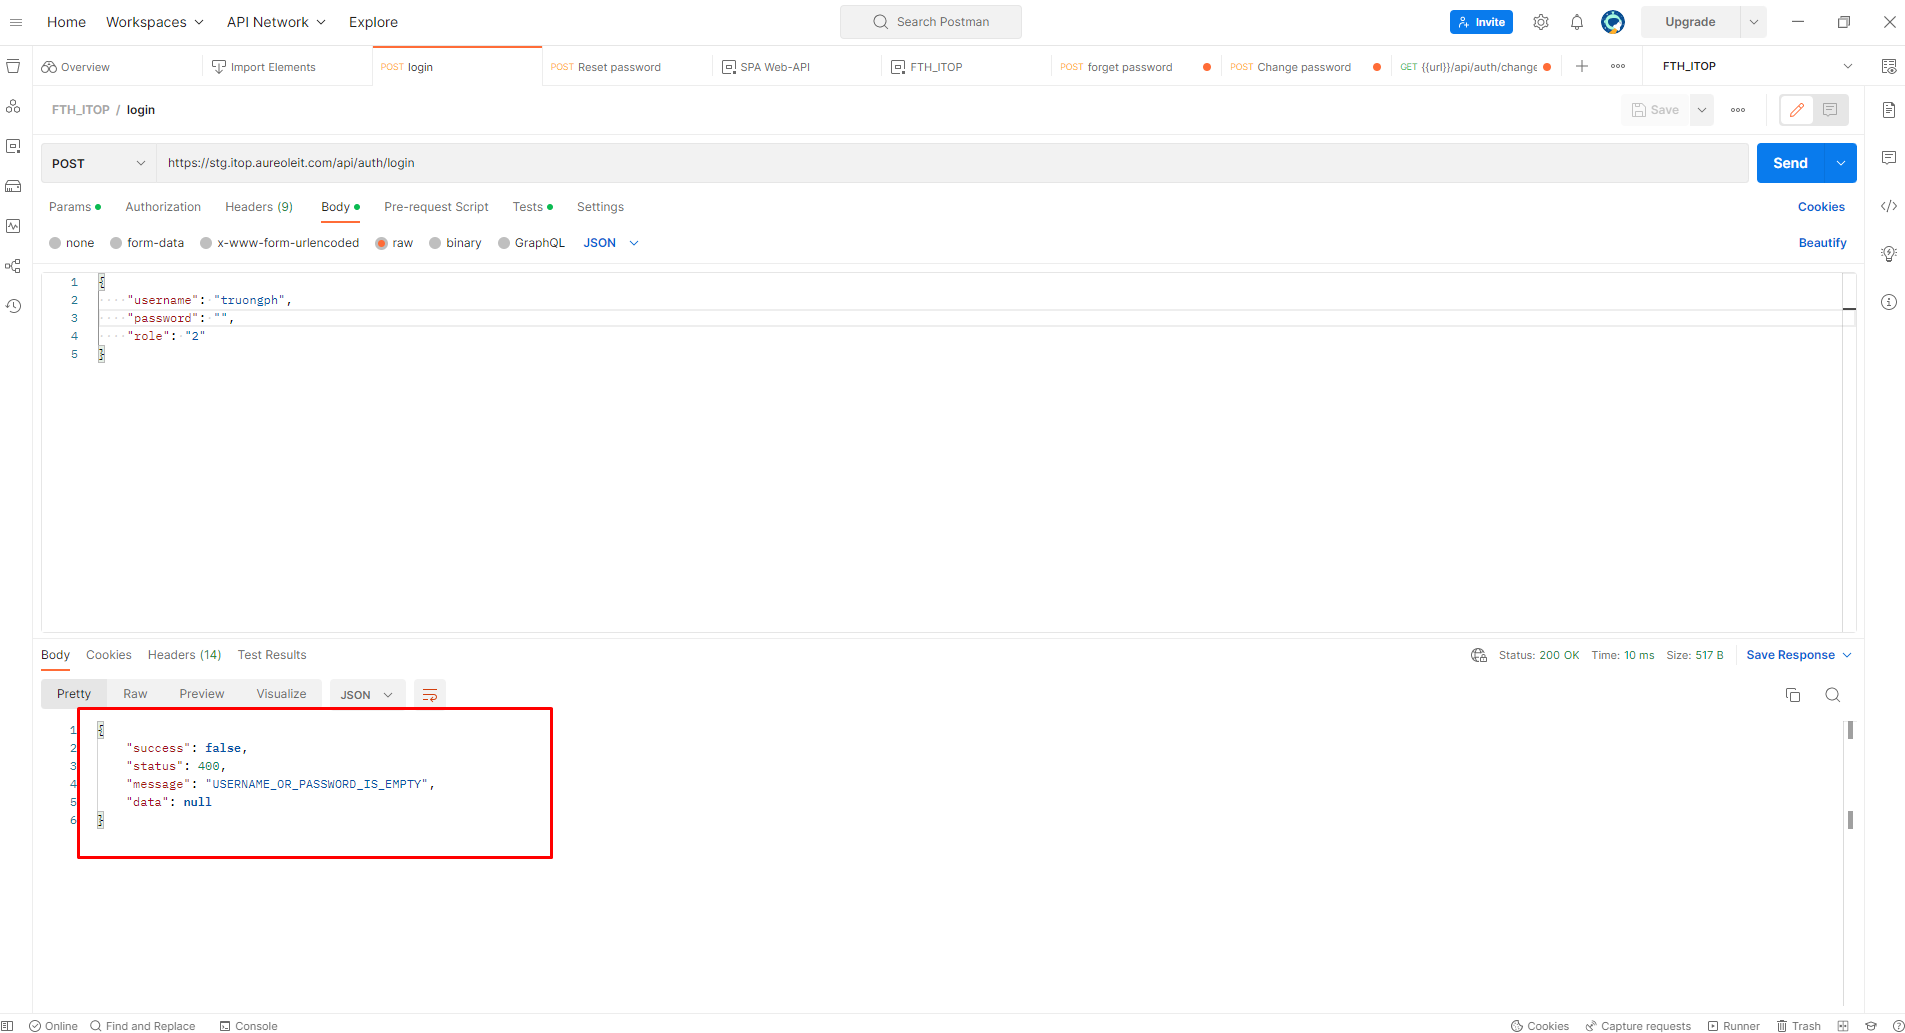 Home Workspaces API Network Explore Search Postman Invite Upgrade
Overview Import Elements POST login POST Reset password SPA Web-API FTH_ITOP POST forget password POST Change password GET {{url}}/api/auth/change FTH_ITOP
FTH_ITOP / login Save
POST https://stg.itop.aureoleit.com/api/auth/login Send
Params Authorization Headers (9) Body Pre-request Script Tests Settings Cookies
none form-data x-www-form-urlencoded raw binary GraphQL JSON Beautify
1 {
2 "username": "truongph",
3 "password": "",
4 "role": "2"
5 }
Body Cookies Headers (14) Test Results Status: 200 OK Time: 10 ms Size: 517 B Save Response
Pretty Raw Preview Visualize JSON
1 {
2 "success": false,
3 "status": 400,
4 "message": "USERNAME_OR_PASSWORD_IS_EMPTY",
5 "data": null
6 }
Online Find and Replace Console Cookies Capture requests Runner Trash